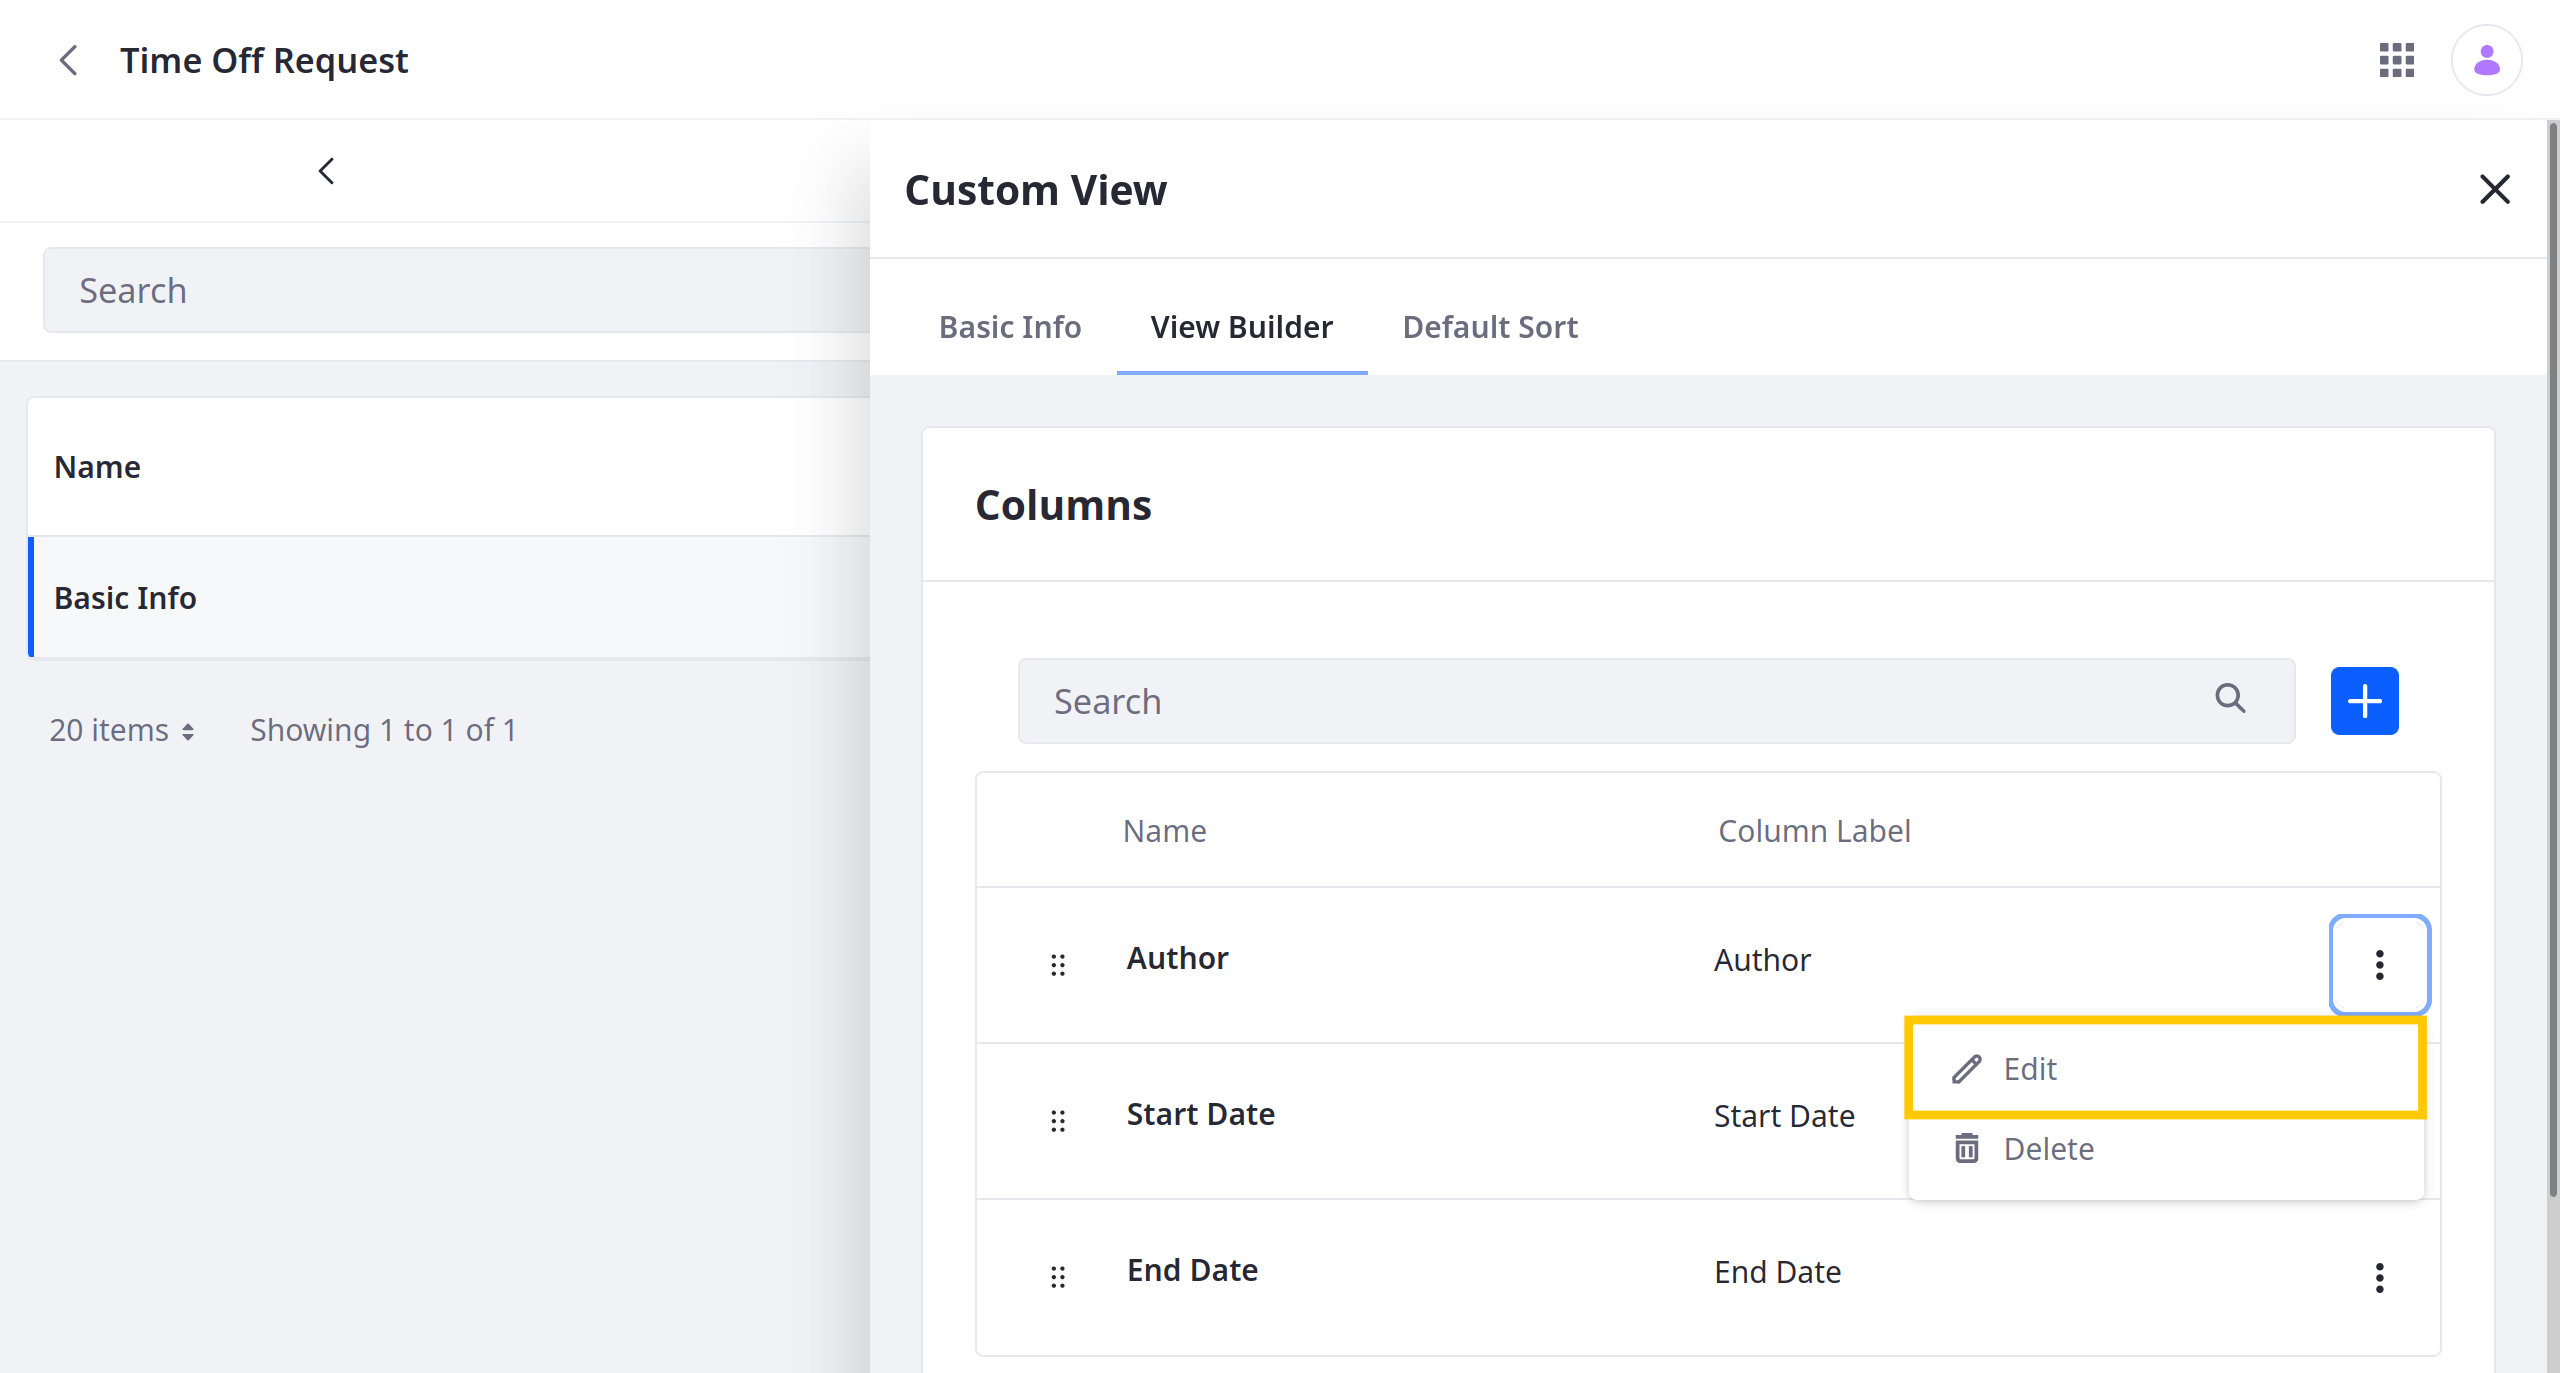 Time Off Request
Search
Name
Basic Info
20 items
Showing 1 to 1 of 1
Custom View
Basic Info
View Builder
Default Sort
Columns
Search
Name
Column Label
Author
Author
Edit
Start Date
Start Date
Delete
End Date
End Date